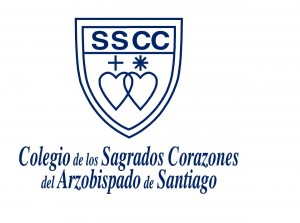 SSCC
Colegio de los Sagrados Corazones
del Arzobispado de Santiago